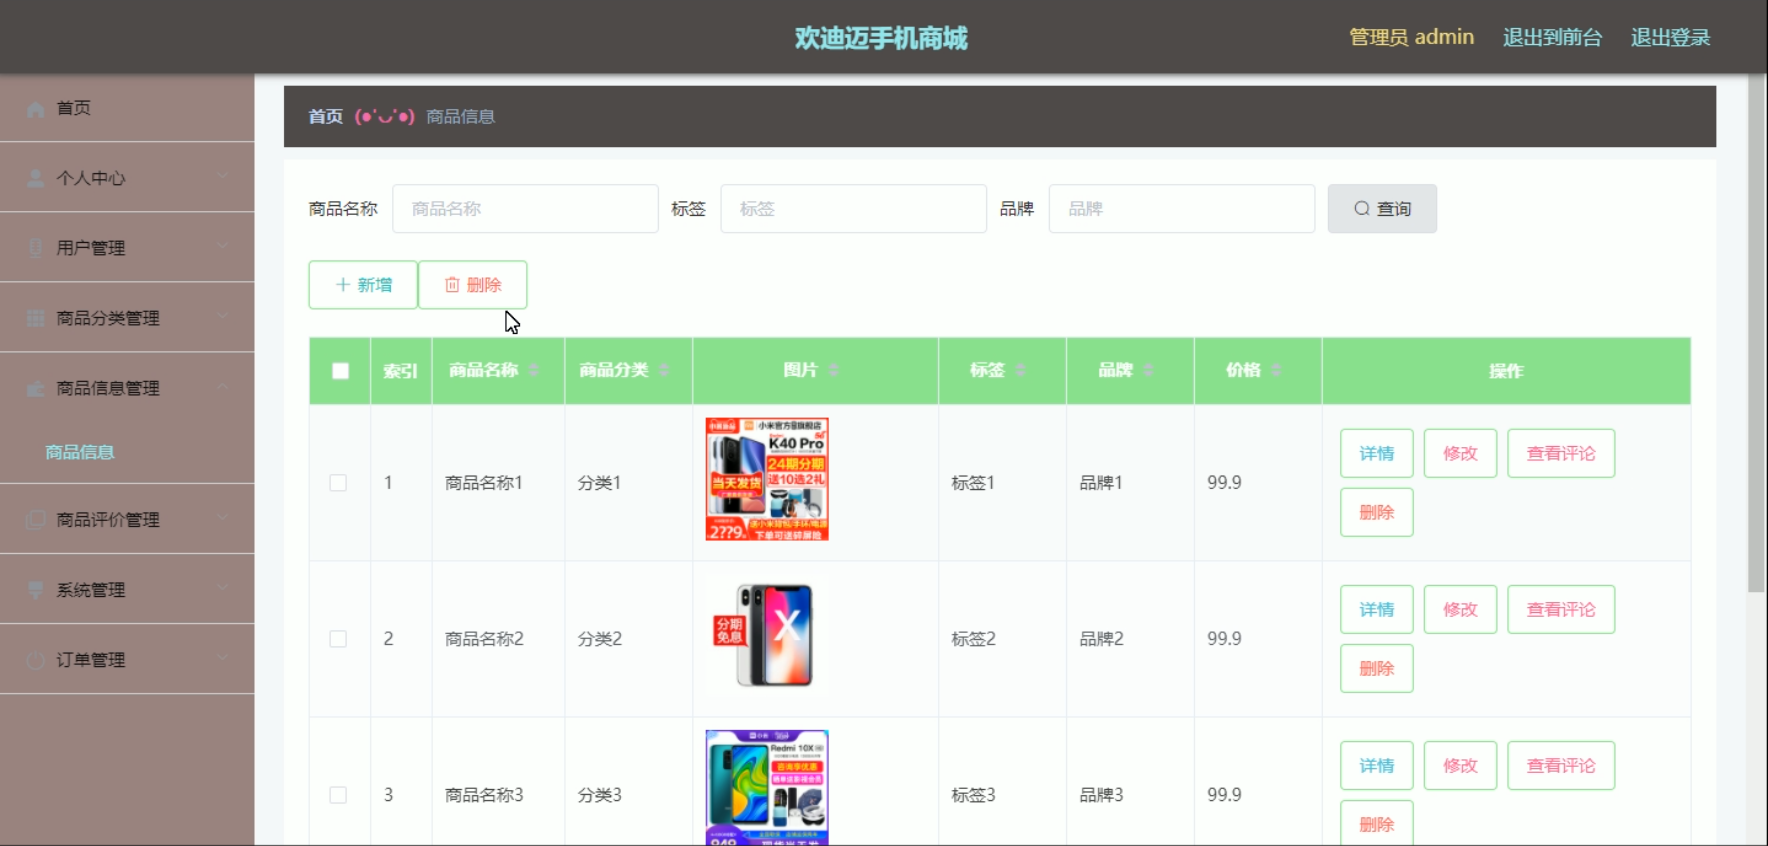 欢迪迈手机商城
管理员 admin 退出到前台 退出登录
首页
个人中心
用户管理
商品分类管理
商品信息管理
商品信息
商品评价管理
系统管理
订单管理
首页 (●'◡'●) 商品信息
商品名称 商品名称 标签 标签 品牌 品牌 查询
新增 删除
索引 商品名称 商品分类 图片 标签 品牌 价格 操作
小米官方旗舰店
K40 Pro
24期分期
当天发货 送10选2礼
2??9
下单可送碎屏险
1 商品名称1 分类1 标签1 品牌1 99.9 详情 修改 查看评论
删除
分期
免息
X
2 商品名称2 分类2 标签2 品牌2 99.9 详情 修改 查看评论
删除
Redmi 10X
3 商品名称3 分类3 标签3 品牌3 99.9 详情 修改 查看评论
删除